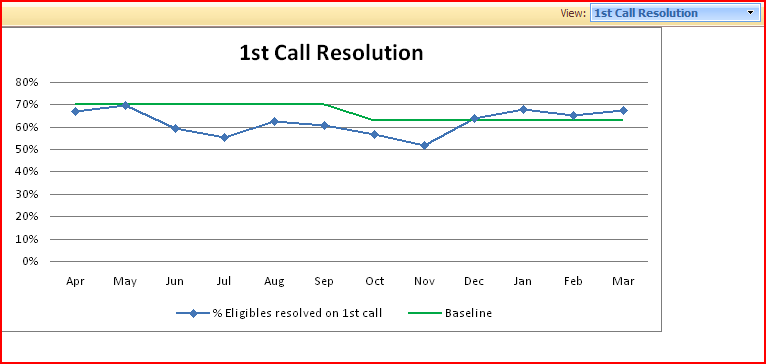 View: 1st Call Resolution
1st Call Resolution
80%
70%
60%
50%
40%
30%
20%
10%
0%
Apr May Jun Jul Aug Sep Oct Nov Dec Jan Feb Mar
% Eligibles resolved on 1st call Baseline